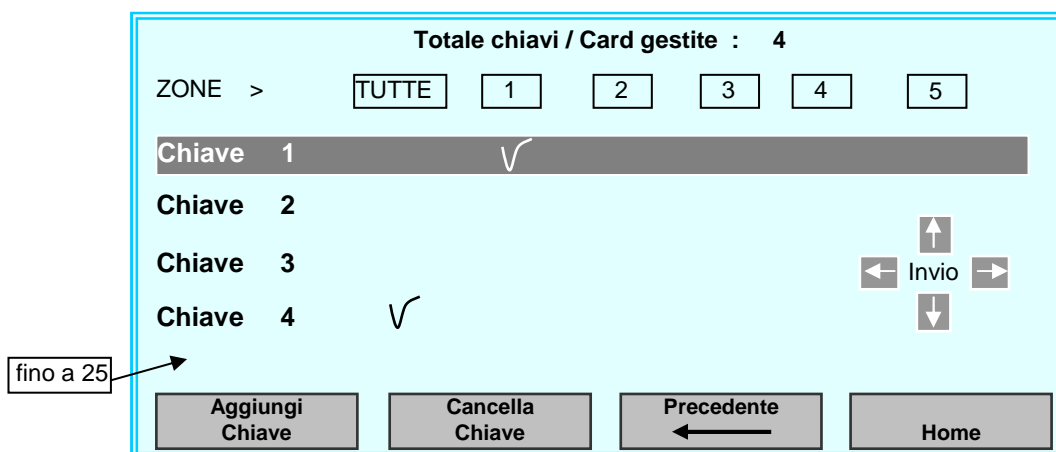 Totale chiavi / Card gestite : 4
ZONE > TUTTE 1 2 3 4 5
Chiave 1
Chiave 2
Chiave 3
Invio
Chiave 4
fino a 25
Aggiungi Chiave
Cancella Chiave
Precedente
Home